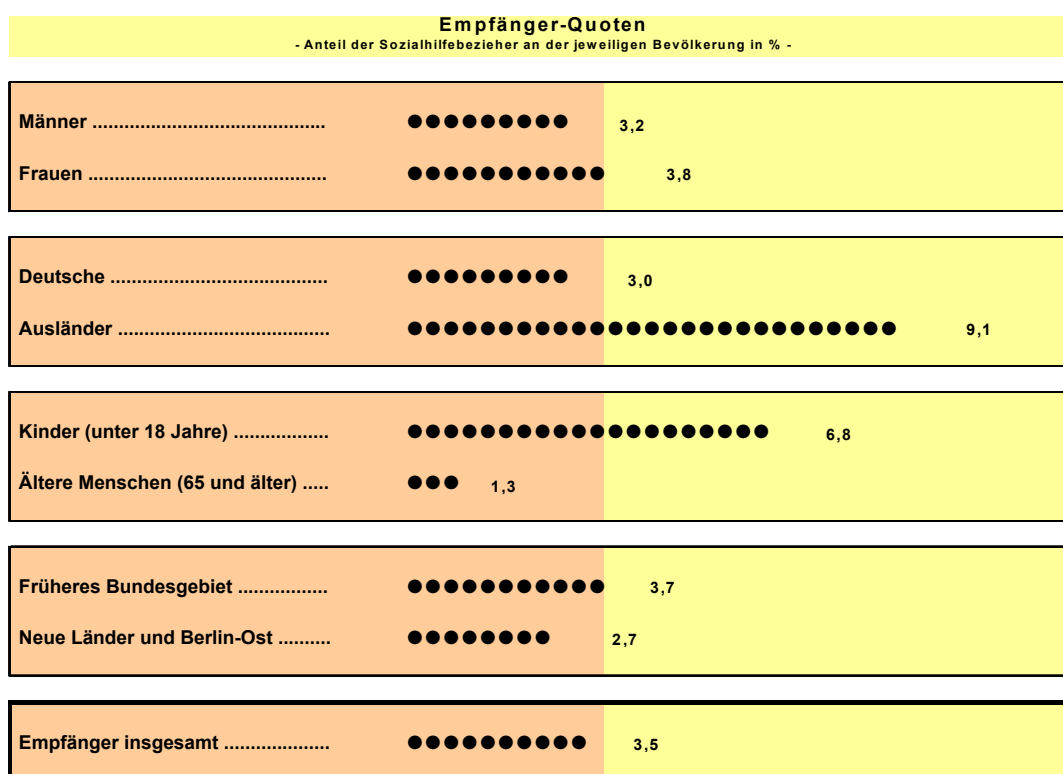 Empfänger-Quoten
- Anteil der Sozialhilfebezieher an der jeweiligen Bevölkerung in % -
Männer ............................................ 3,2
Frauen ............................................. 3,8
Deutsche ......................................... 3,0
Ausländer ........................................ 9,1
Kinder (unter 18 Jahre) .................. 6,8
Ältere Menschen (65 und älter) ..... 1,3
Früheres Bundesgebiet ................. 3,7
Neue Länder und Berlin-Ost .......... 2,7
Empfänger insgesamt .................... 3,5